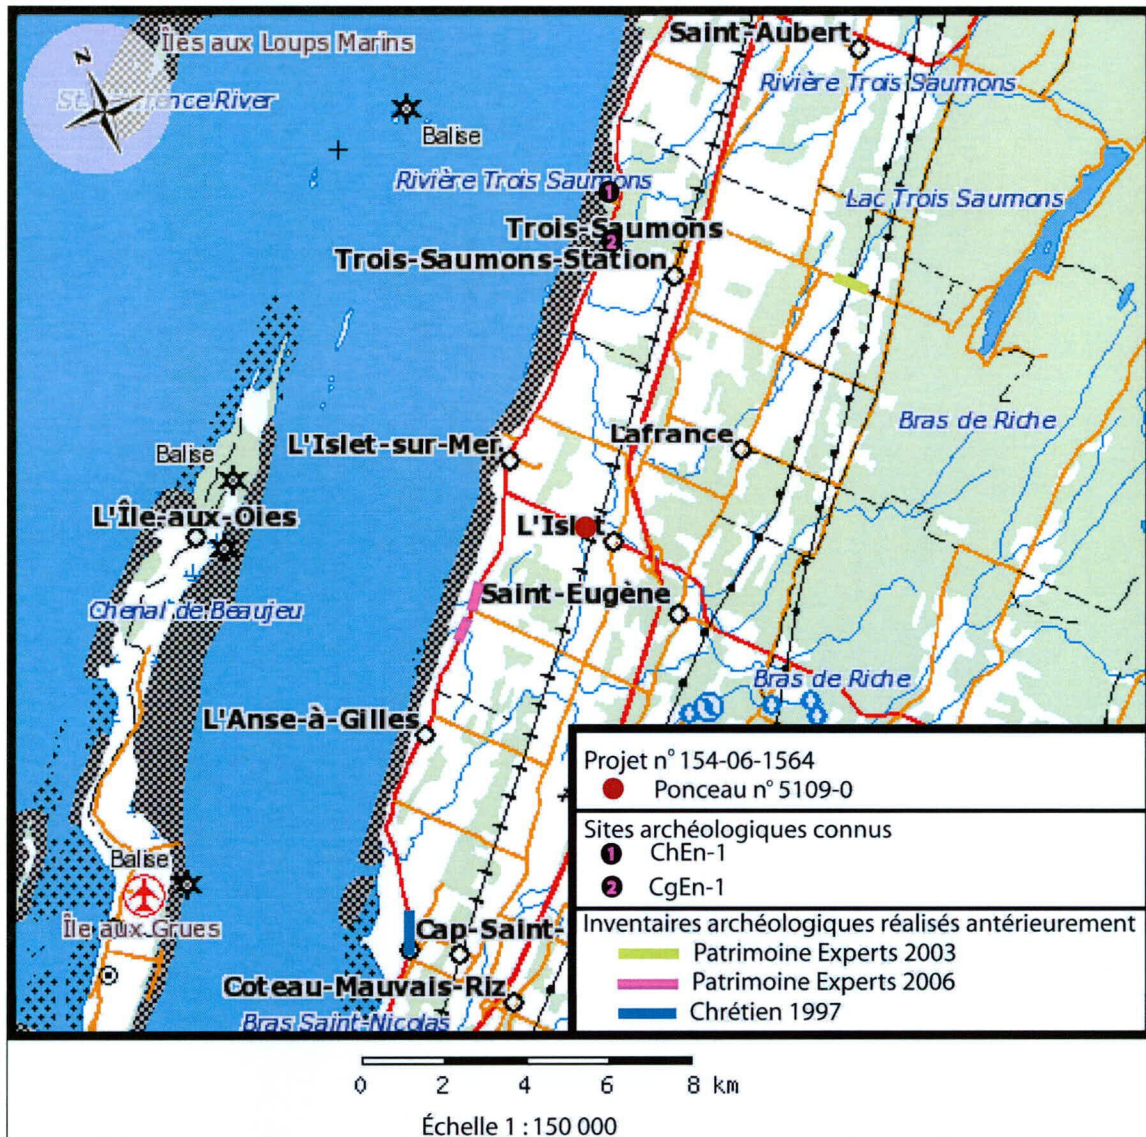 Îles aux Loups Marins
Saint-Aubert
N
St. Lawrence River
Rivière Trois Saumons
Balise
Rivière Trois Saumons
1
Lac Trois Saumons
Trois-Saumons
2
Trois-Saumons-Station
Bras de Riche
L'Islet-sur-Mer
Lafrance
Balise
L'Île-aux-Oies
L'Islet
Chenal de Beaujeu
Saint-Eugène
Bras de Riche
L'Anse-à-Gilles
Projet n° 154-06-1564
Ponceau n° 5109-0
Sites archéologiques connus
1 ChEn-1
2 CgEn-1
Inventaires archéologiques réalisés antérieurement
Patrimoine Experts 2003
Patrimoine Experts 2006
Chrétien 1997
Balise
Île aux Grues
Cap-Saint-
Coteau-Mauvais-Riz
Bras Saint-Nicolas
0 2 4 6 8 km
Échelle 1 : 150 000